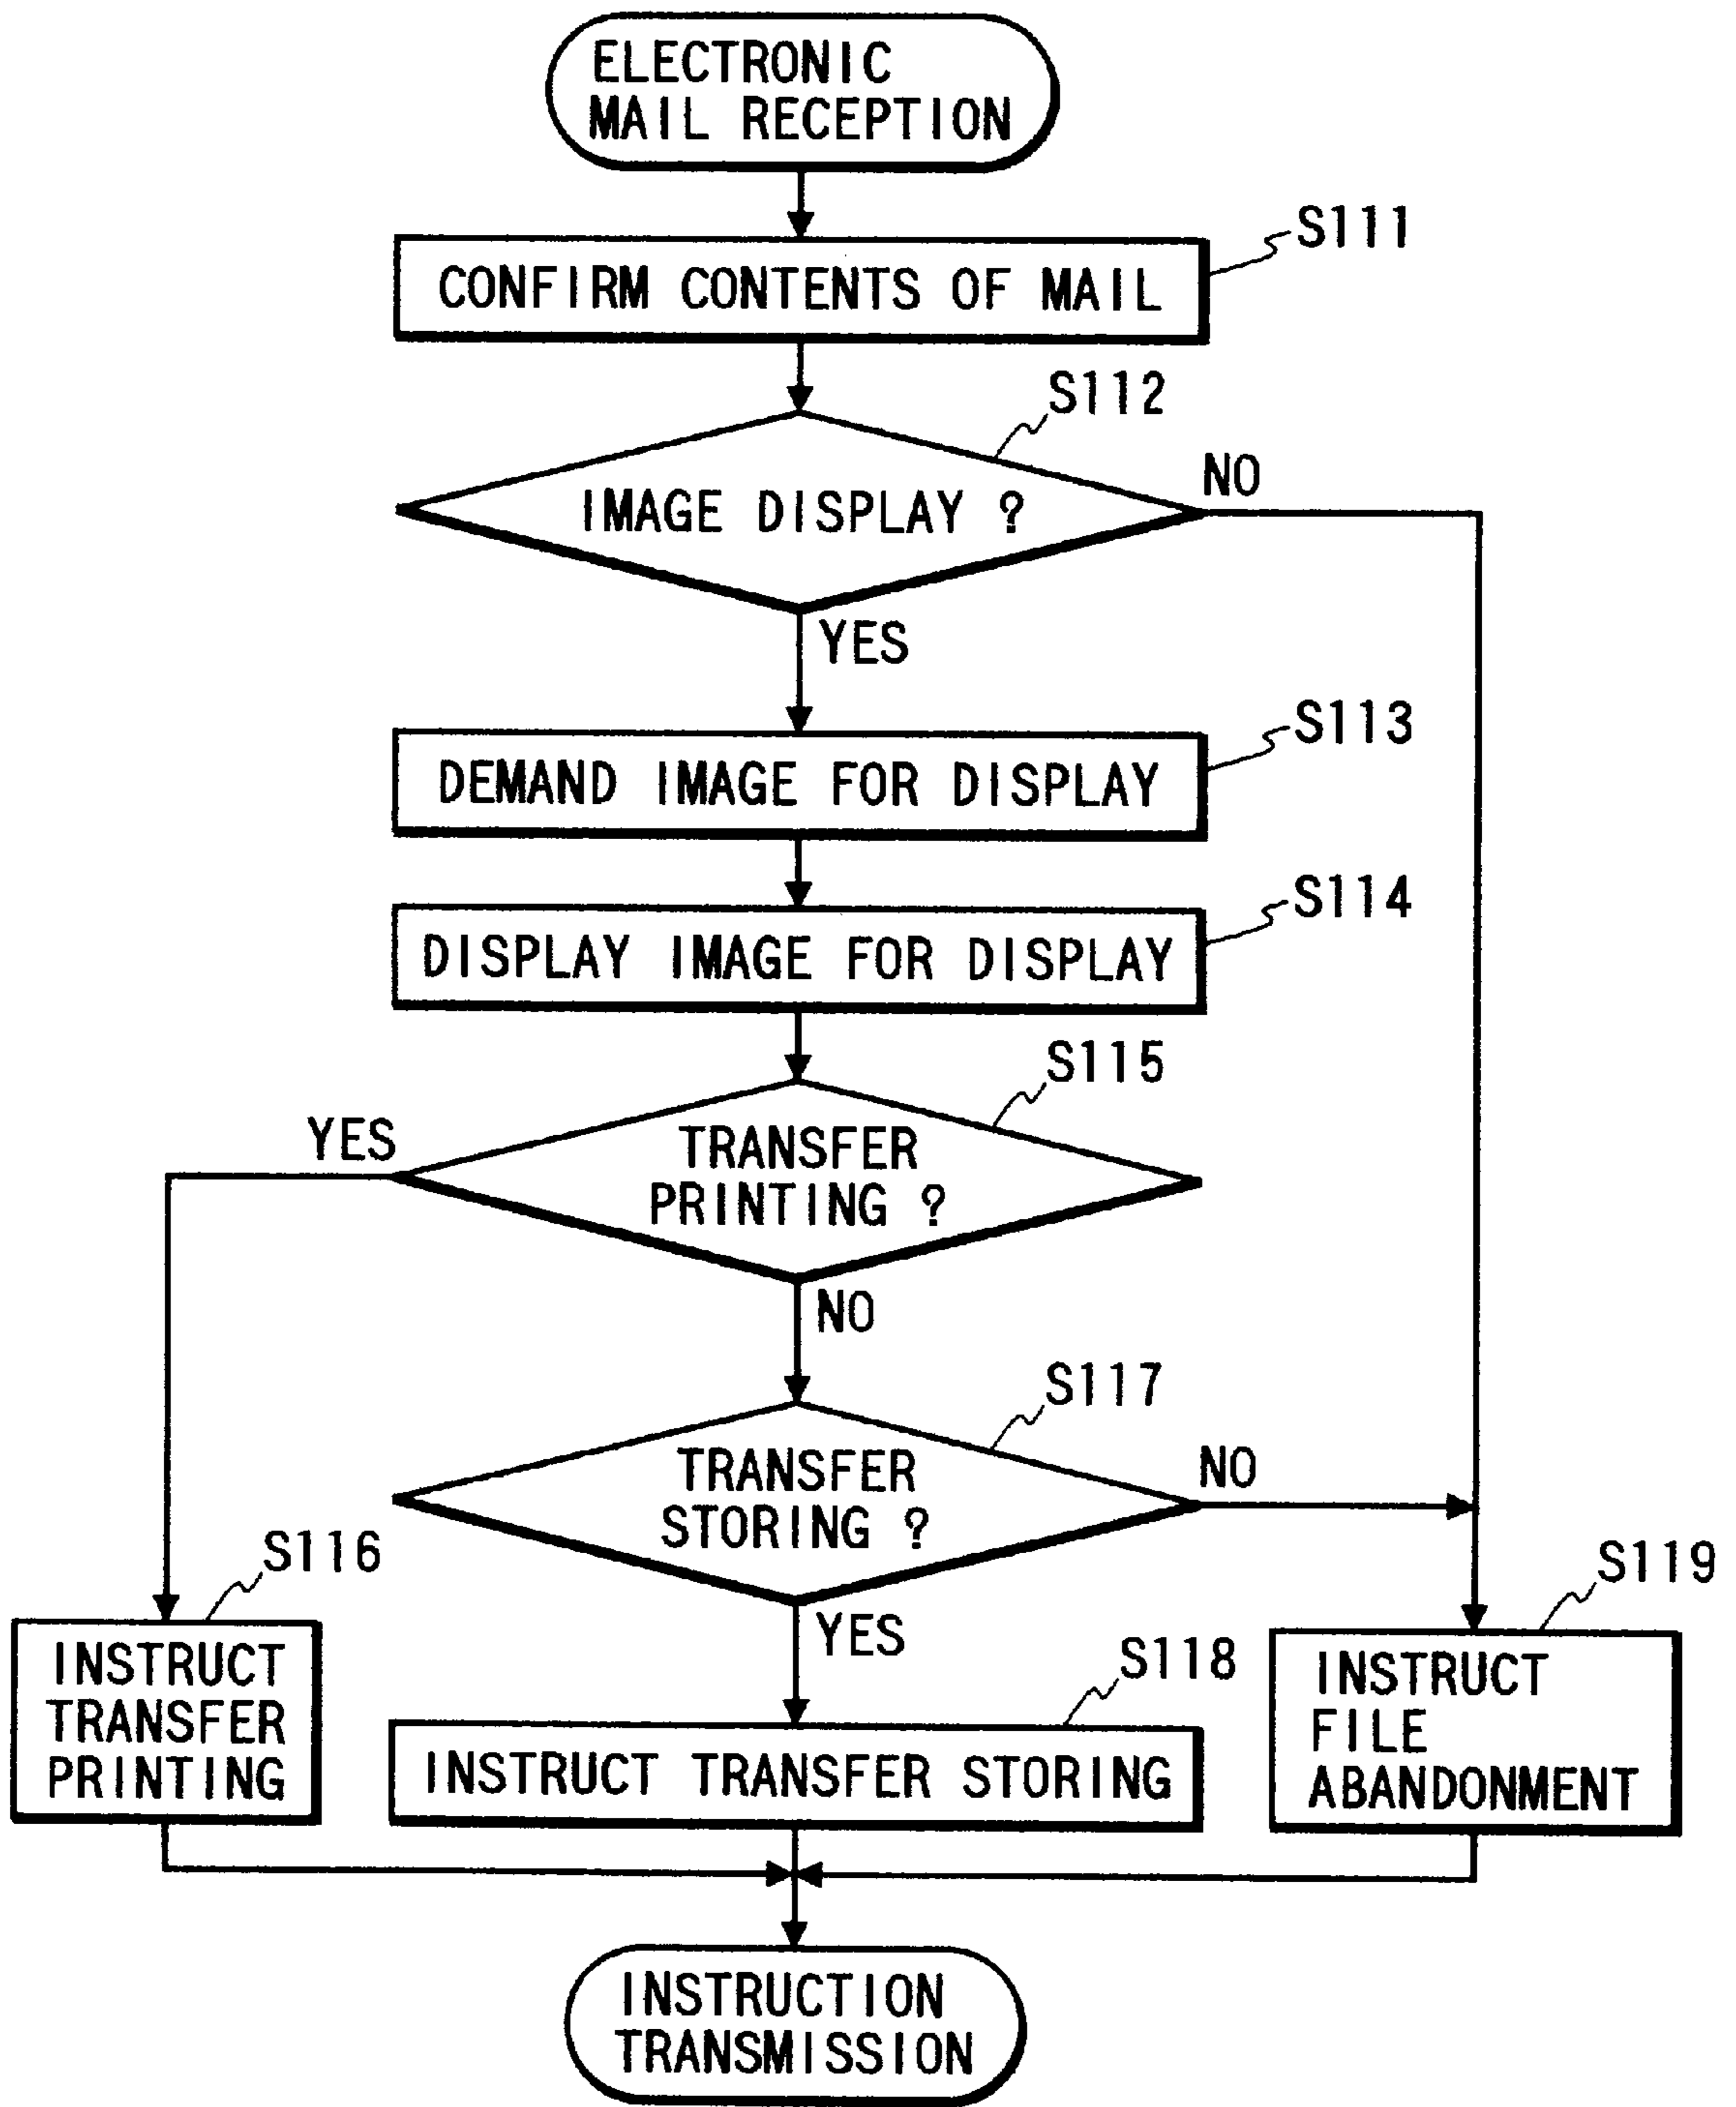 ELECTRONIC
MAIL RECEPTION
S111
CONFIRM CONTENTS OF MAIL
S112
NO
IMAGE DISPLAY ?
YES
S113
DEMAND IMAGE FOR DISPLAY
S114
DISPLAY IMAGE FOR DISPLAY
S115
YES
TRANSFER
PRINTING ?
NO
S117
TRANSFER
STORING ?
NO
YES
S116
INSTRUCT
TRANSFER
PRINTING
S118
INSTRUCT TRANSFER STORING
S119
INSTRUCT
FILE
ABANDONMENT
INSTRUCTION
TRANSMISSION